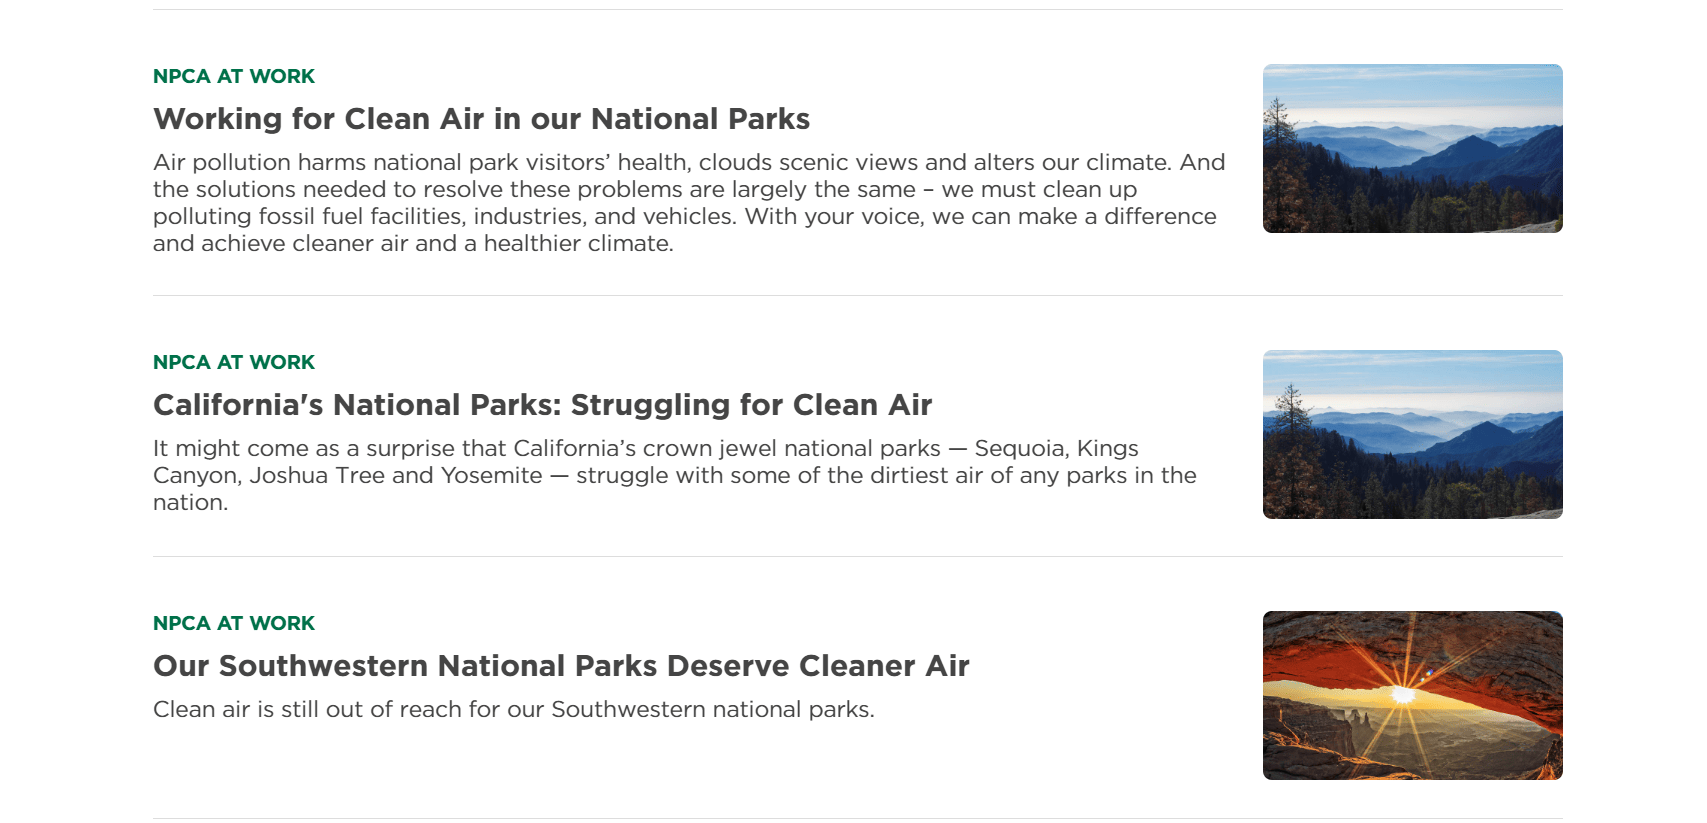 NPCA AT WORK
Working for Clean Air in our National Parks
Air pollution harms national park visitors’ health, clouds scenic views and alters our climate. And
the solutions needed to resolve these problems are largely the same – we must clean up
polluting fossil fuel facilities, industries, and vehicles. With your voice, we can make a difference
and achieve cleaner air and a healthier climate.
NPCA AT WORK
California's National Parks: Struggling for Clean Air
It might come as a surprise that California’s crown jewel national parks — Sequoia, Kings
Canyon, Joshua Tree and Yosemite — struggle with some of the dirtiest air of any parks in the
nation.
NPCA AT WORK
Our Southwestern National Parks Deserve Cleaner Air
Clean air is still out of reach for our Southwestern national parks.